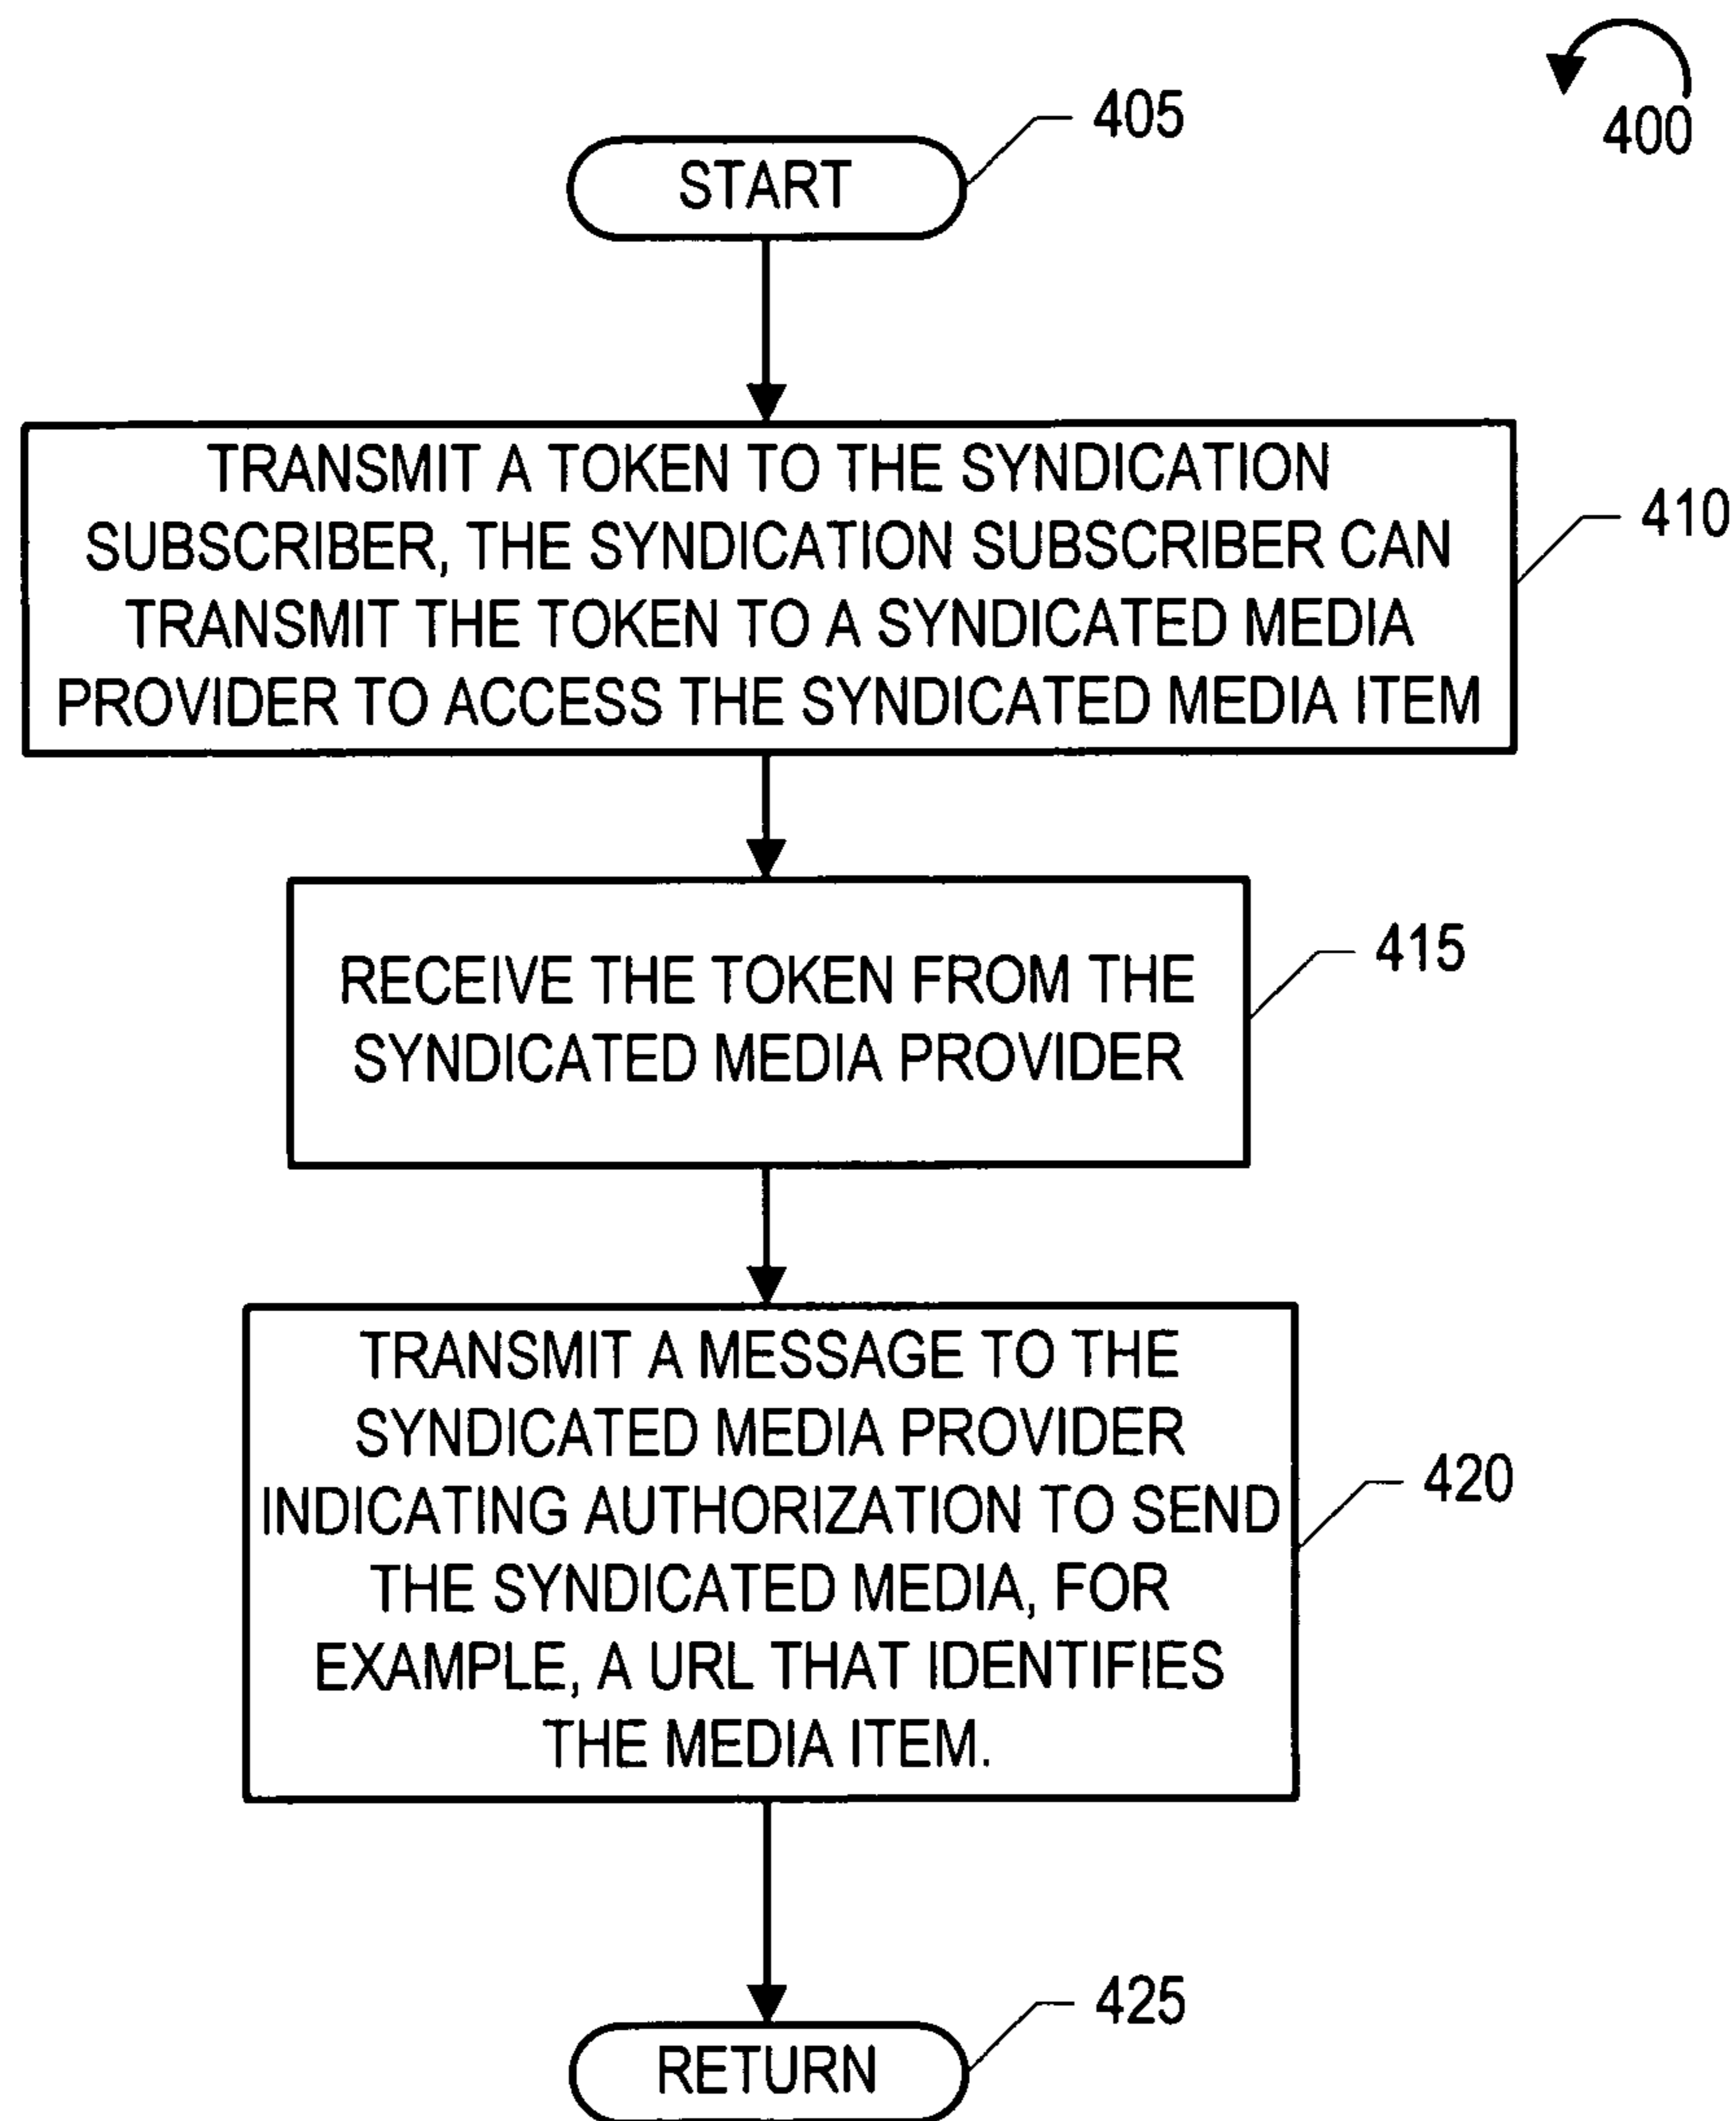 400
405
START
TRANSMIT A TOKEN TO THE SYNDICATION
SUBSCRIBER, THE SYNDICATION SUBSCRIBER CAN
TRANSMIT THE TOKEN TO A SYNDICATED MEDIA
PROVIDER TO ACCESS THE SYNDICATED MEDIA ITEM
410
RECEIVE THE TOKEN FROM THE
SYNDICATED MEDIA PROVIDER
415
TRANSMIT A MESSAGE TO THE
SYNDICATED MEDIA PROVIDER
INDICATING AUTHORIZATION TO SEND
THE SYNDICATED MEDIA, FOR
EXAMPLE, A URL THAT IDENTIFIES
THE MEDIA ITEM.
420
425
RETURN